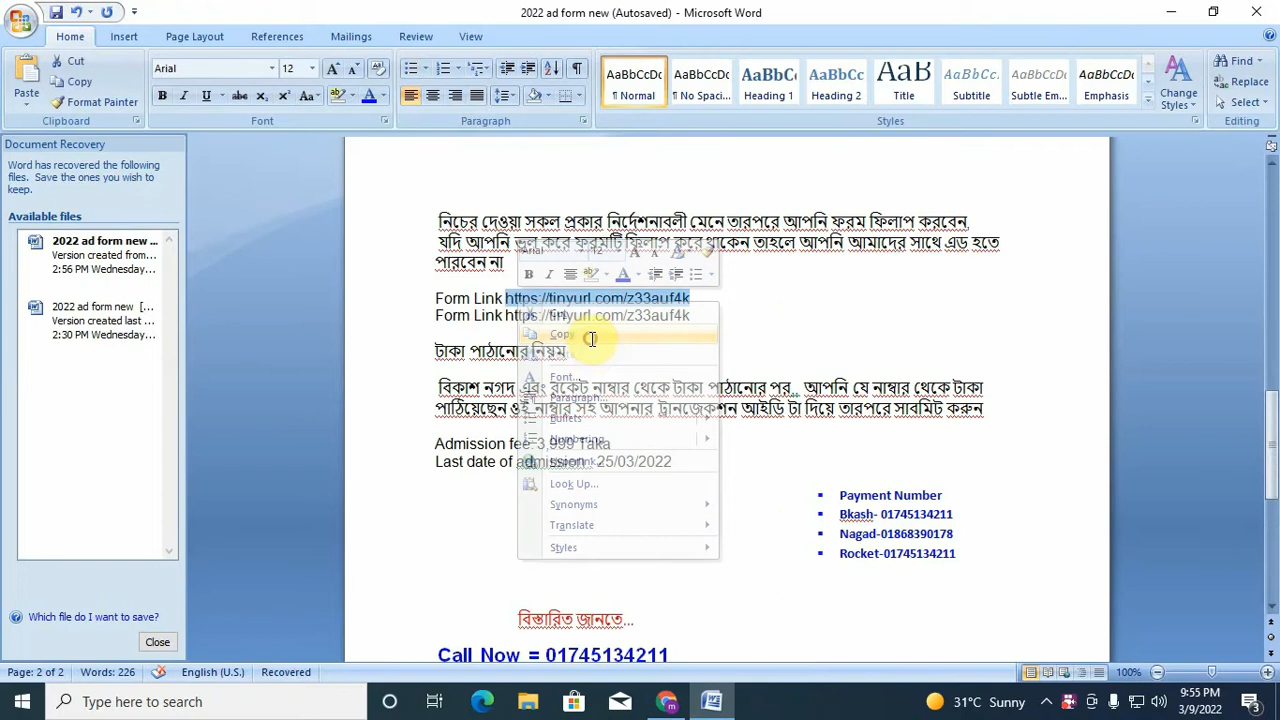 2022 ad form new (Autosaved) - Microsoft Word
Home Insert Page Layout References Mailings Review View
Paste Cut Copy Format Painter Clipboard
Arial 12 Font
Paragraph
AaBbCcDc AaBbCcDc AaBbCc AaBbCc AaB AaBbCcI AaBbCcDc AaBbCcDc
¶ Normal ¶ No Spaci... Heading 1 Heading 2 Title Subtitle Subtle Em... Emphasis
Change Styles Styles
Find Replace Select Editing
Document Recovery
Word has recovered the following
files. Save the ones you wish to
keep.
Available files
2022 ad form new ...
Version created from...
2:56 PM Wednesday...
2022 ad form new [...
Version created last...
2:30 PM Wednesday...
Which file do I want to save?
Close
নিচের দেওয়া সকল প্রকার নির্দেশনাবলী মেনে তারপরে আপনি ফরম ফিলাপ করবেন,
যদি আপনি ভুল করে ফরমটি ফিলাপ করে থাকেন তাহলে আপনি আমাদের সাথে এড হতে
পারবেন না
Arial 12
Form Link https://tinyurl.com/z33auf4k
Form Link https://tinyurl.com/z33auf4k
টাকা পাঠানোর নিয়ম
বিকাশ নগদ এবং রকেট নাম্বার থেকে টাকা পাঠানোর পর.. আপনি যে নাম্বার থেকে টাকা
পাঠিয়েছেন ওই নাম্বার সহ আপনার ট্রানজেকশন আইডি টা দিয়ে তারপরে সাবমিট করুন
Admission fee: 3,999 Taka
Last date of admission : 25/03/2022
Cut
Copy
Font...
Paragraph...
Bullets
Numbering
Hyperlink...
Look Up...
Synonyms
Translate
Styles
Payment Number
Bkash- 01745134211
Nagad-01868390178
Rocket-01745134211
বিস্তারিত জানতে...
Call Now = 01745134211
Page: 2 of 2 Words: 226 English (U.S.) Recovered 100%
Type here to search
31°C Sunny
9:55 PM
3/9/2022
3